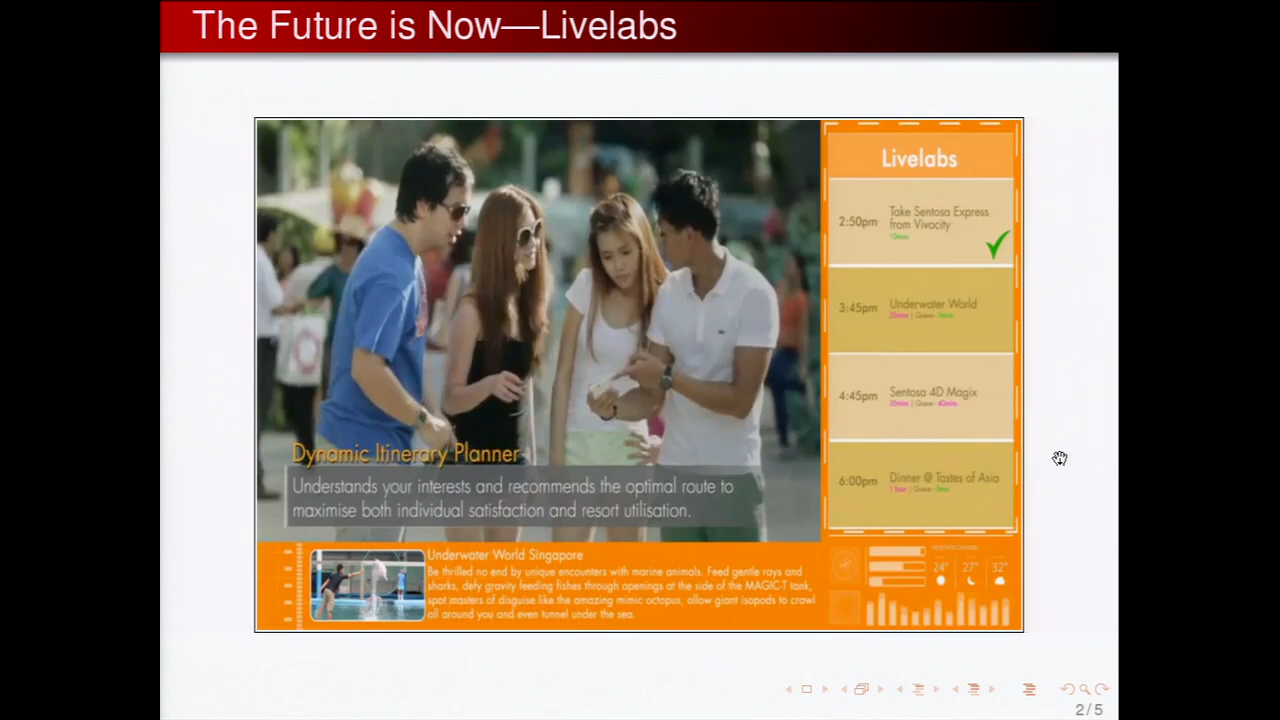 The Future is Now—Livelabs
Livelabs
2:50pm
Take Sentosa Express
from Vivocity
10mins
3:45pm
Underwater World
20mins | Queue - 5mins
4:45pm
Sentosa 4D Magix
| Queue - 40mins
6:00pm
Dinner @ Tastes of Asia
1 hour | Queue -
Dynamic Itinerary Planner
Understands your interests and recommends the optimal route to
maximise both individual satisfaction and resort utilisation.
Underwater World Singapore
Be thrilled no end by unique encounters with marine animals. Feed gentle rays and
sharks, defy gravity feeding fishes through openings at the side of the MAGIC-T tank,
spot masters of disguise like the amazing mimic octopus, allow giant isopods to crawl
all around you and even tunnel under the sea.
24° 27° 32°
2/5